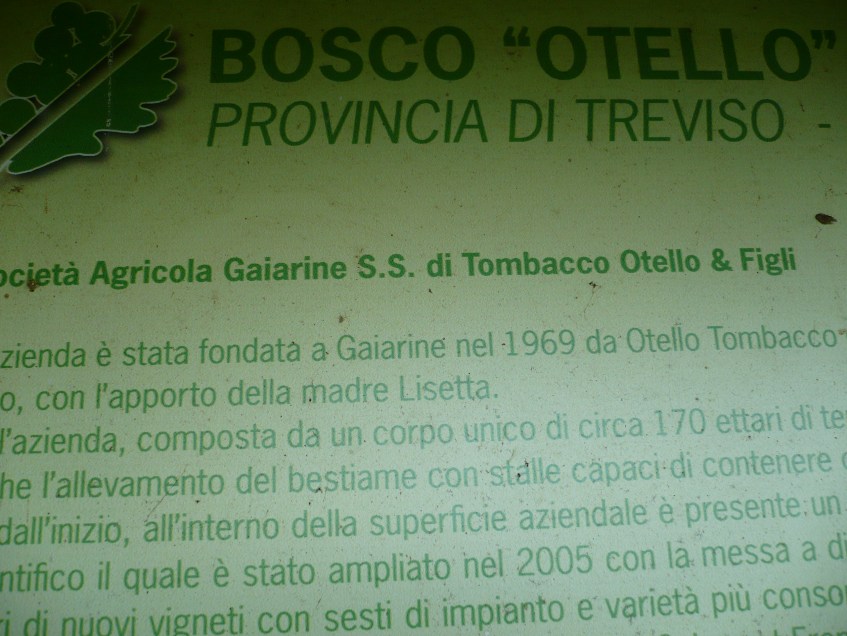 BOSCO “OTELLO”
PROVINCIA DI TREVISO -
ocietà Agricola Gaiarine S.S. di Tombacco Otello & Figli
zienda è stata fondata a Gaiarine nel 1969 da Otello Tombacco
o, con l'apporto della madre Lisetta.
l'azienda, composta da un corpo unico di circa 170 ettari di te
he l'allevamento del bestiame con stalle capaci di contenere
dall'inizio, all'interno della superficie aziendale è presente un
ntifico il quale è stato ampliato nel 2005 con la messa a di
ri di nuovi vigneti con sesti di impianto e varietà più conso